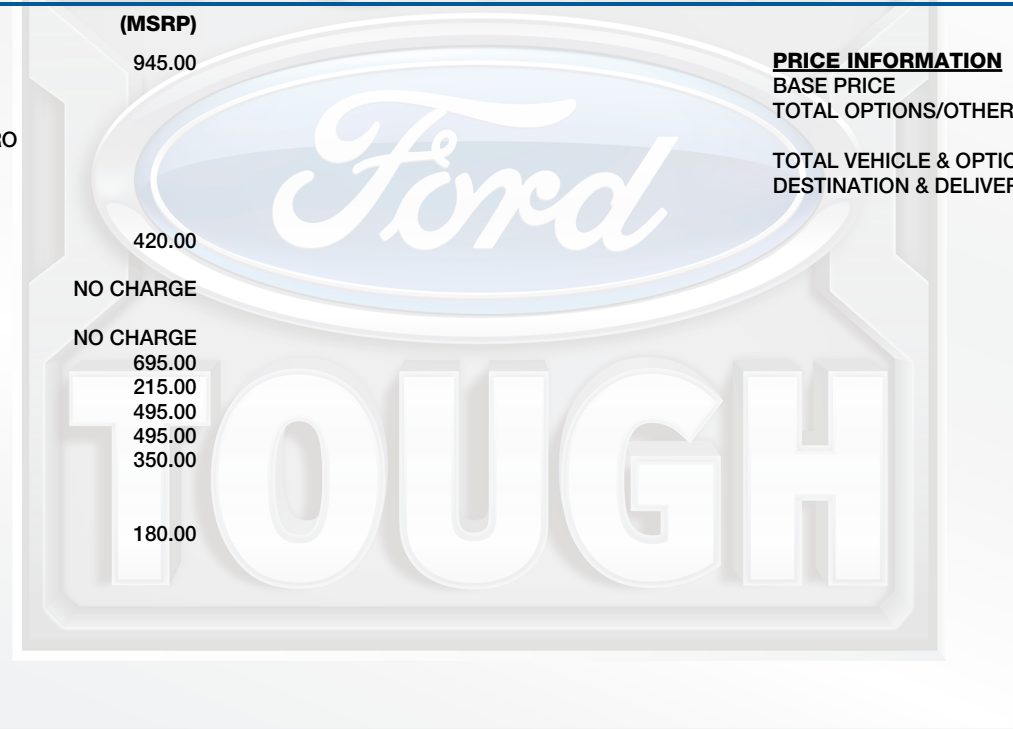 (MSRP)
945.00
RO
420.00
NO CHARGE
NO CHARGE
695.00
215.00
495.00
495.00
350.00
180.00
PRICE INFORMATION
BASE PRICE
TOTAL OPTIONS/OTHER
TOTAL VEHICLE & OPTIO
DESTINATION & DELIVER
Ford
TOUGH